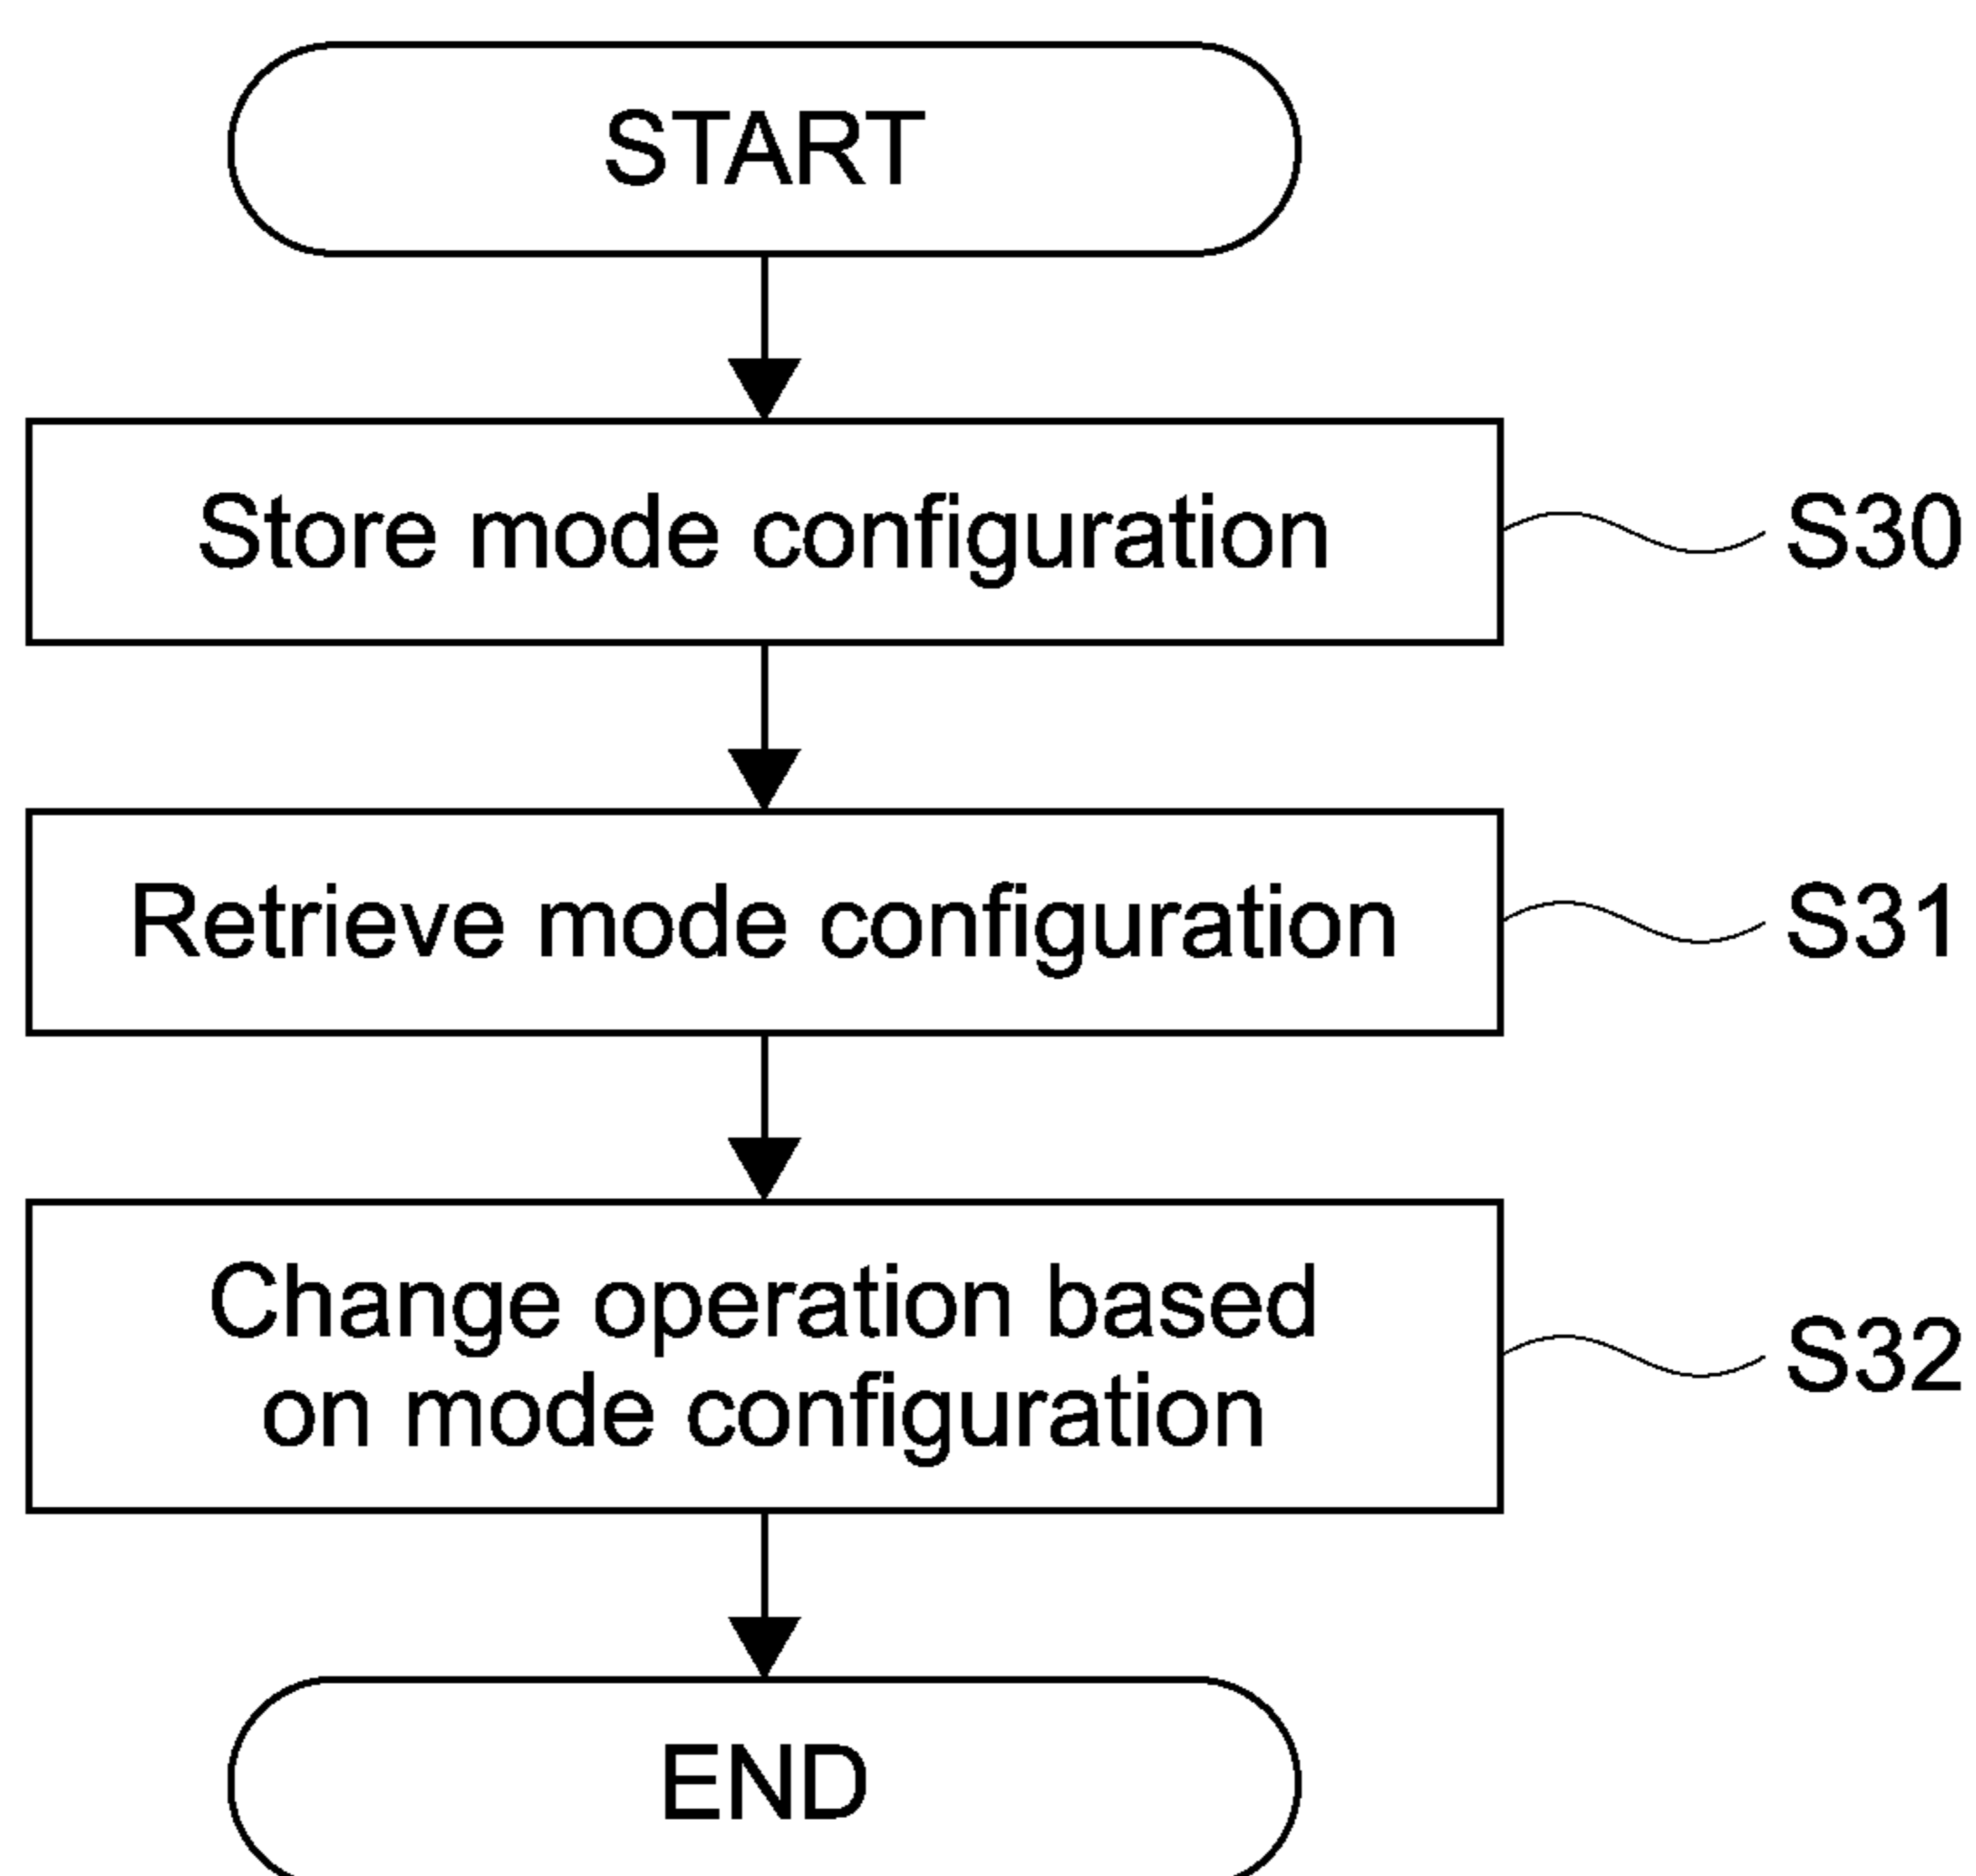 START
Store mode configuration
S30
Retrieve mode configuration
S31
Change operation based
on mode configuration
S32
END